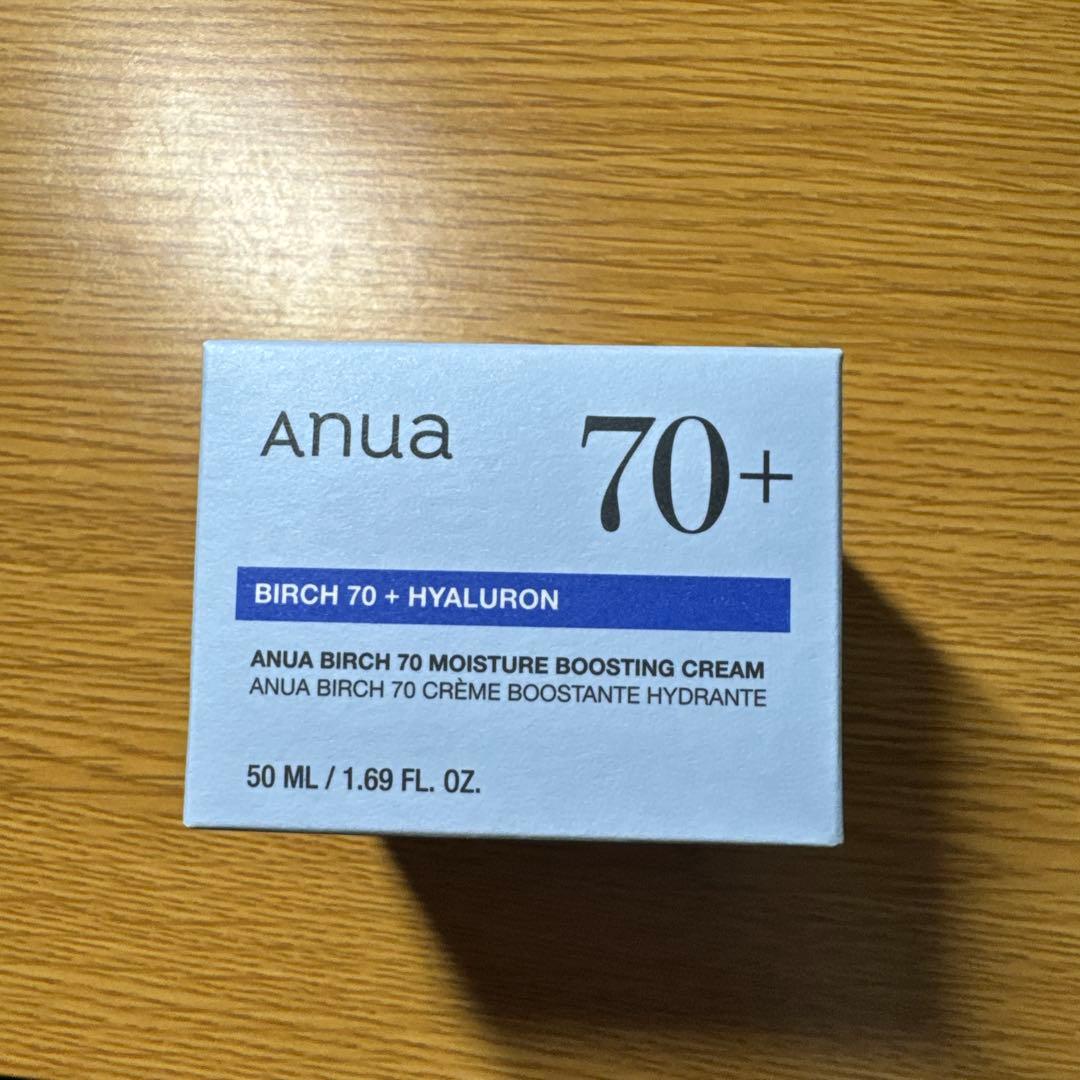 Anua
70+
BIRCH 70 + HYALURON
ANUA BIRCH 70 MOISTURE BOOSTING CREAM
ANUA BIRCH 70 CRÈME BOOSTANTE HYDRANTE
50 ML / 1.69 FL. OZ.